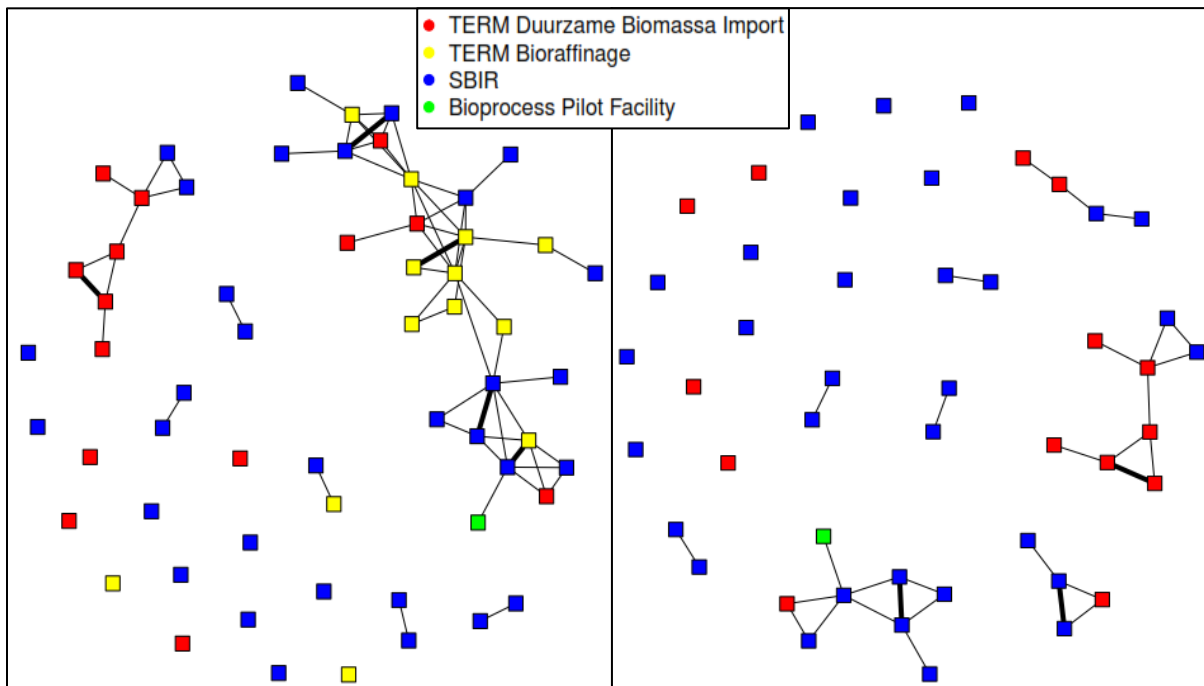 TERM Duurzame Biomassa Import
TERM Bioraffinage
SBIR
Bioprocess Pilot Facility